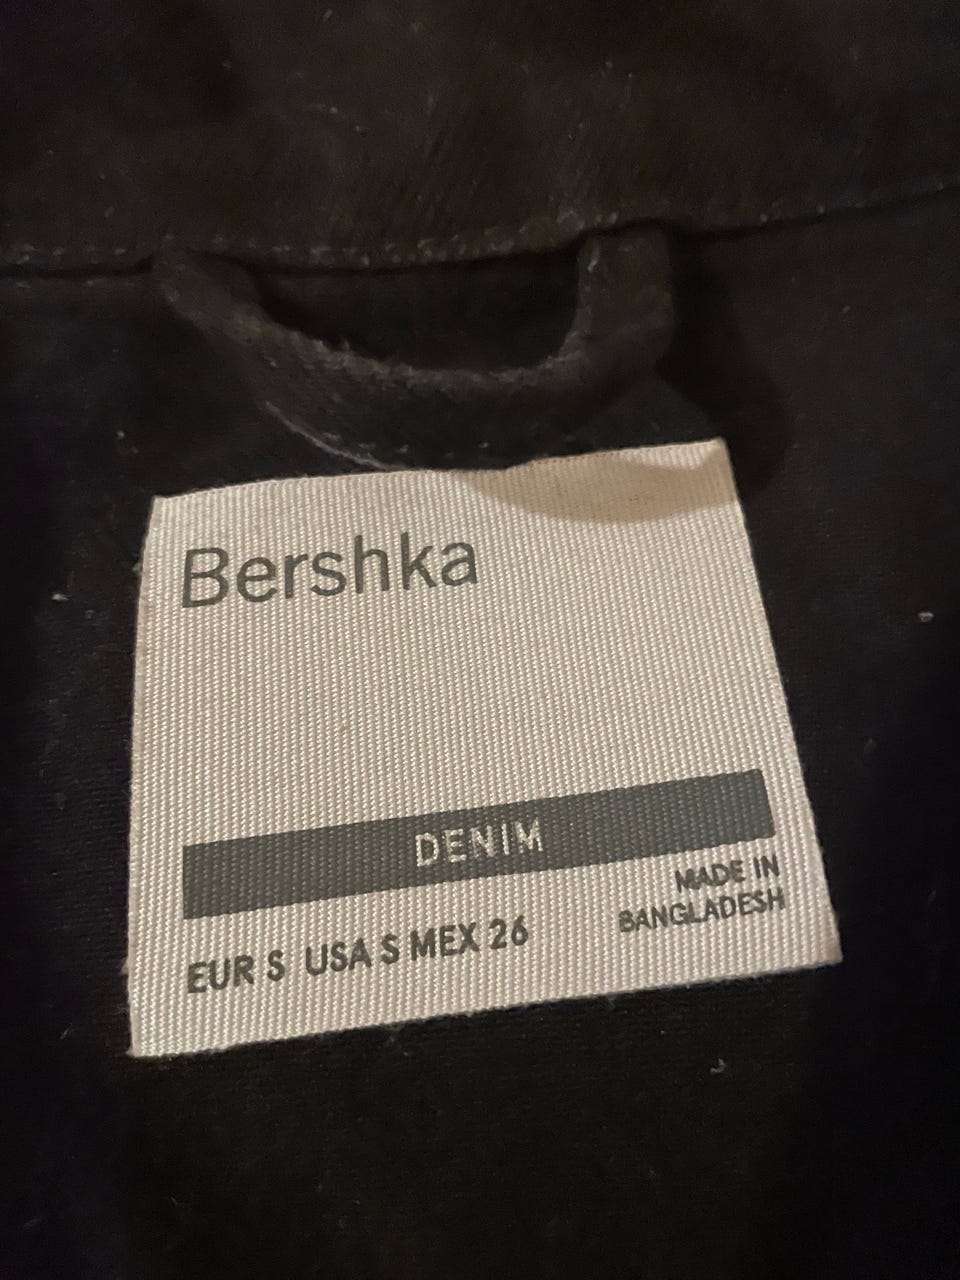 Bershka
DENIM
MADE IN
BANGLADESH
EUR S USA S MEX 26